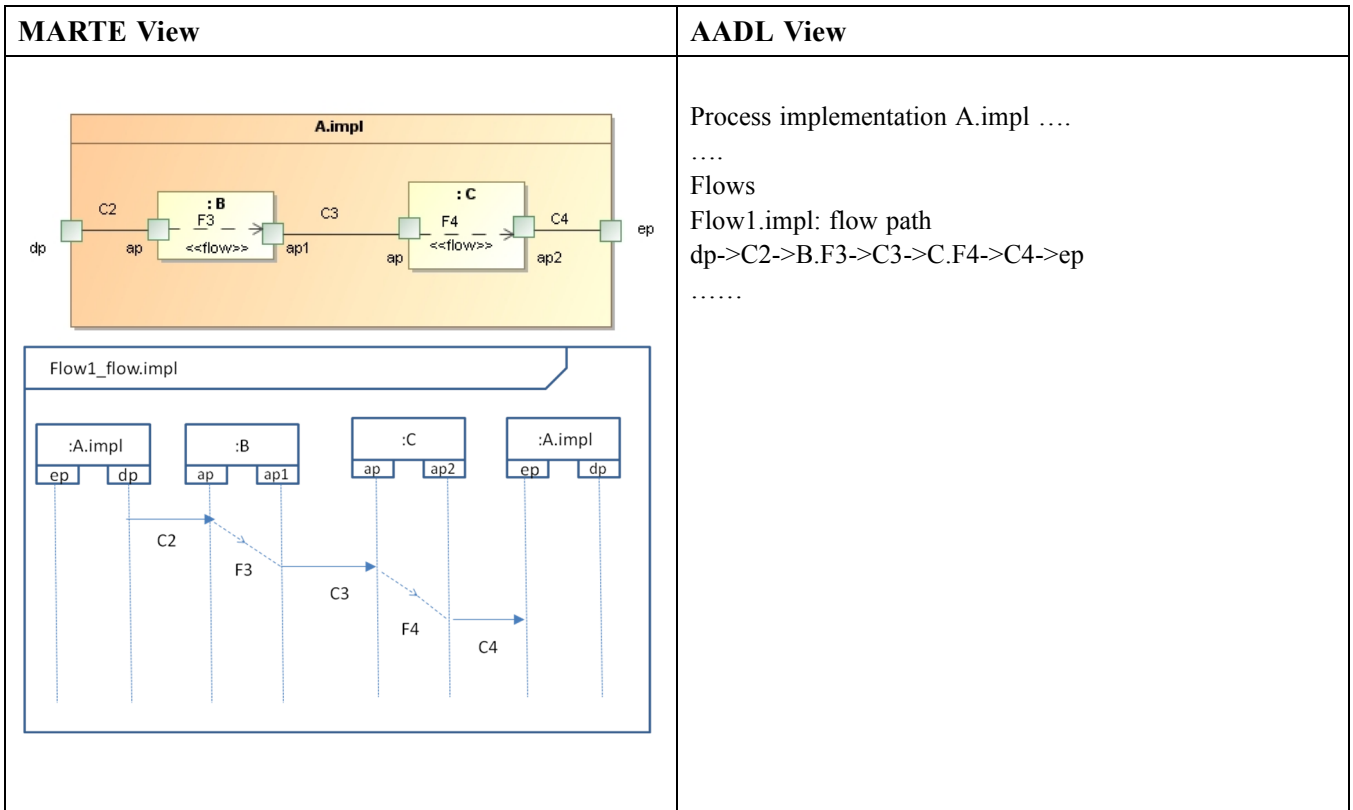 MARTE View
AADL View
A.impl
C2
: B
F3
<<flow>>
C3
: C
F4
<<flow>>
C4
dp
ap
ap1
ap
ap2
ep
Process implementation A.impl ….
….
Flows
Flow1.impl: flow path
dp->C2->B.F3->C3->C.F4->C4->ep
……
Flow1_flow.impl
:A.impl
:B
:C
:A.impl
ep
dp
ap
ap1
ap
ap2
ep
dp
C2
F3
C3
F4
C4